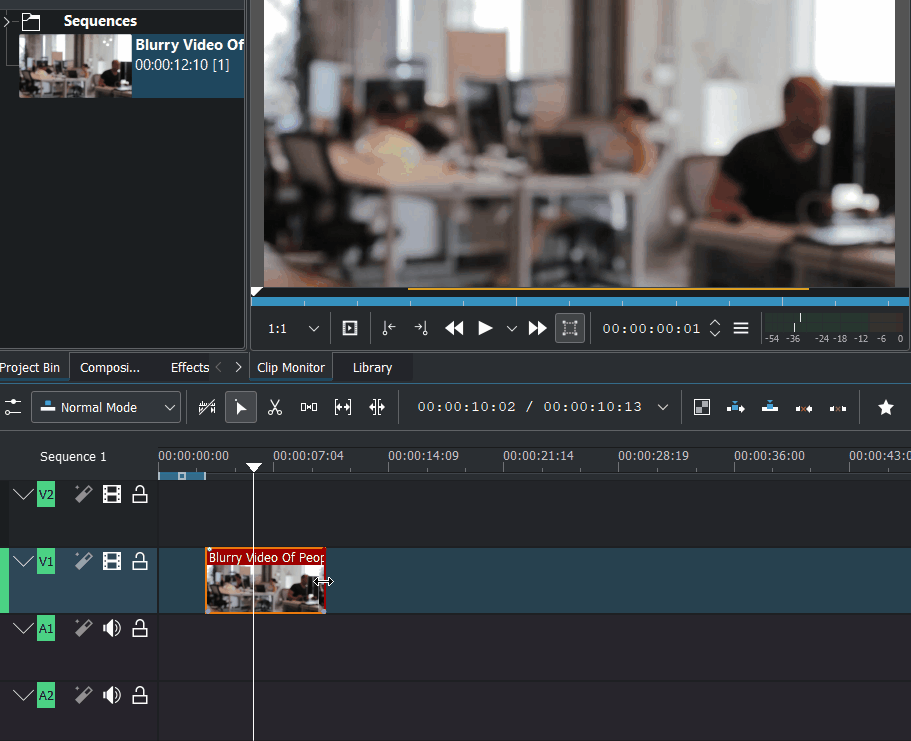 Sequences
Blurry Video Of
00:00:12:10 [1]
1:1
00:00:00:01
-54 -36 -24 -18 -12 -6 0
Project Bin
Composi...
Effects
Clip Monitor
Library
Normal Mode
00:00:10:02 / 00:00:10:13
Sequence 1
00:00:00:00
00:00:07:04
00:00:14:09
00:00:21:14
00:00:28:19
00:00:36:00
00:00:43:0
V2
V1
Blurry Video Of Peop
A1
A2